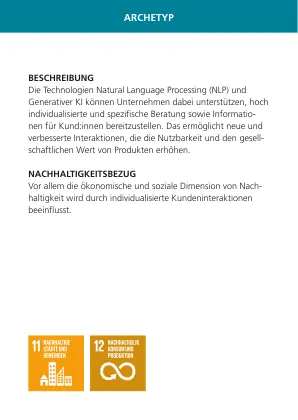 ARCHETYP
BESCHREIBUNG
Die Technologien Natural Language Processing (NLP) und
Generativer KI können Unternehmen dabei unterstützen, hoch
individualisierte und spezifische Beratung sowie Informatio-
nen für Kund:innen bereitzustellen. Das ermöglicht neue und
verbesserte Interaktionen, die die Nutzbarkeit und den gesell-
schaftlichen Wert von Produkten erhöhen.
NACHHALTIGKEITSBEZUG
Vor allem die ökonomische und soziale Dimension von Nach-
haltigkeit wird durch individualisierte Kundeninteraktionen
beeinflusst.
11 NACHHALTIGE
STÄDTE UND
GEMEINDEN
12 NACHHALTIGER
KONSUM UND
PRODUKTION